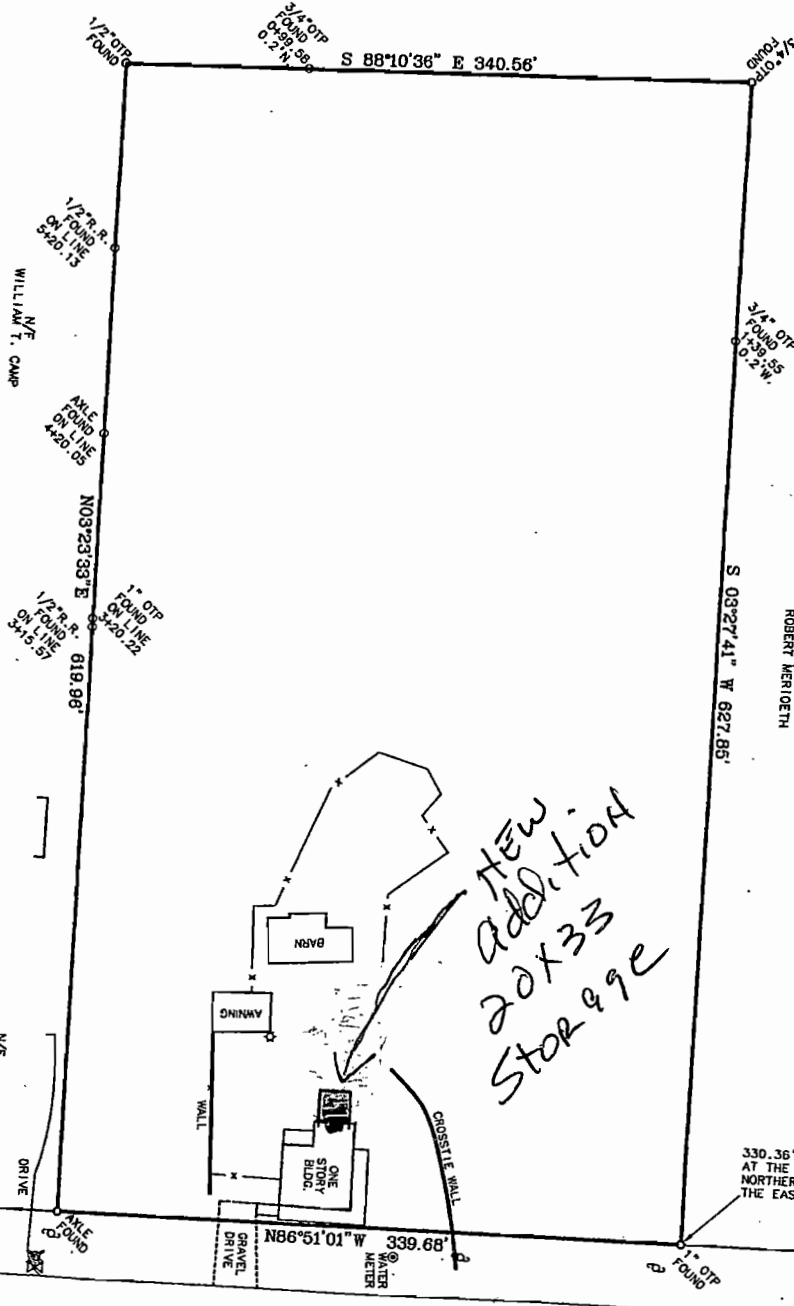 1/2"OTP
FOUND
3/4"OTP
FOUND
0+99.58
0.2'N.
S 88°10'36" E 340.56'
3/4"OTP
FOUND
1/2"R.R.
FOUND
ON LINE
5+20.13
N/F
WILLIAM T. CAMP
3/4" OTP
FOUND
1+39.55
0.2'W.
AXLE
FOUND
ON LINE
4+20.05
N03°23'33"E 619.96'
1" OTP
FOUND
ON LINE
3+20.22
1/2"R.R.
FOUND
ON LINE
3+15.57
S 03°27'41" W 627.85'
ROBERT MERIDETH
NEW
addition
20X33
Storage
BARN
AWNING
WALL
ONE
STORY
BLDG.
CROSSTIE WALL
N/F
DRIVE
330.36'
AT THE
NORTHER
THE EAS
AXLE
FOUND
GRAVEL
DRIVE
N86°51'01"W 339.68'
WATER
METER
1" OTP
FOUND